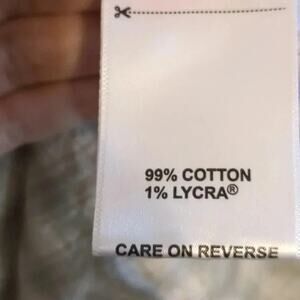 99% COTTON
1% LYCRA®
CARE ON REVERSE